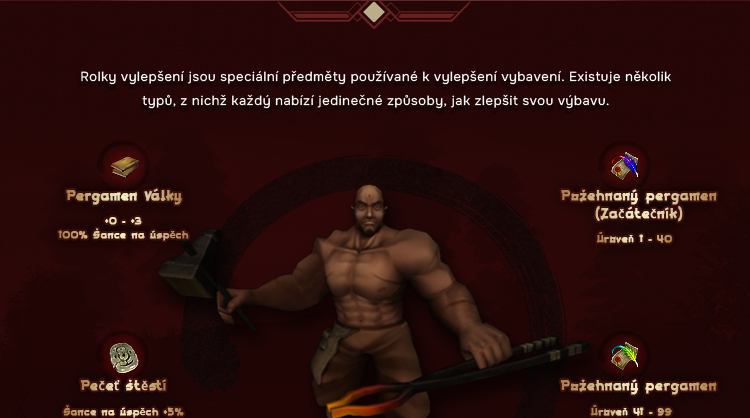 Rolky vylepšení jsou speciální předměty používané k vylepšení vybavení. Existuje několik
typů, z nichž každý nabízí jedinečné způsoby, jak zlepšit svou výbavu.
Pergamen Války
+0 - +3
100% Šance na úspěch
Požehnaný pergamen
(Začátečník)
Úroveň 1 - 40
Pečeť štěstí
Šance na úspěch +5%
Požehnaný pergamen
Úroveň 41 - 99